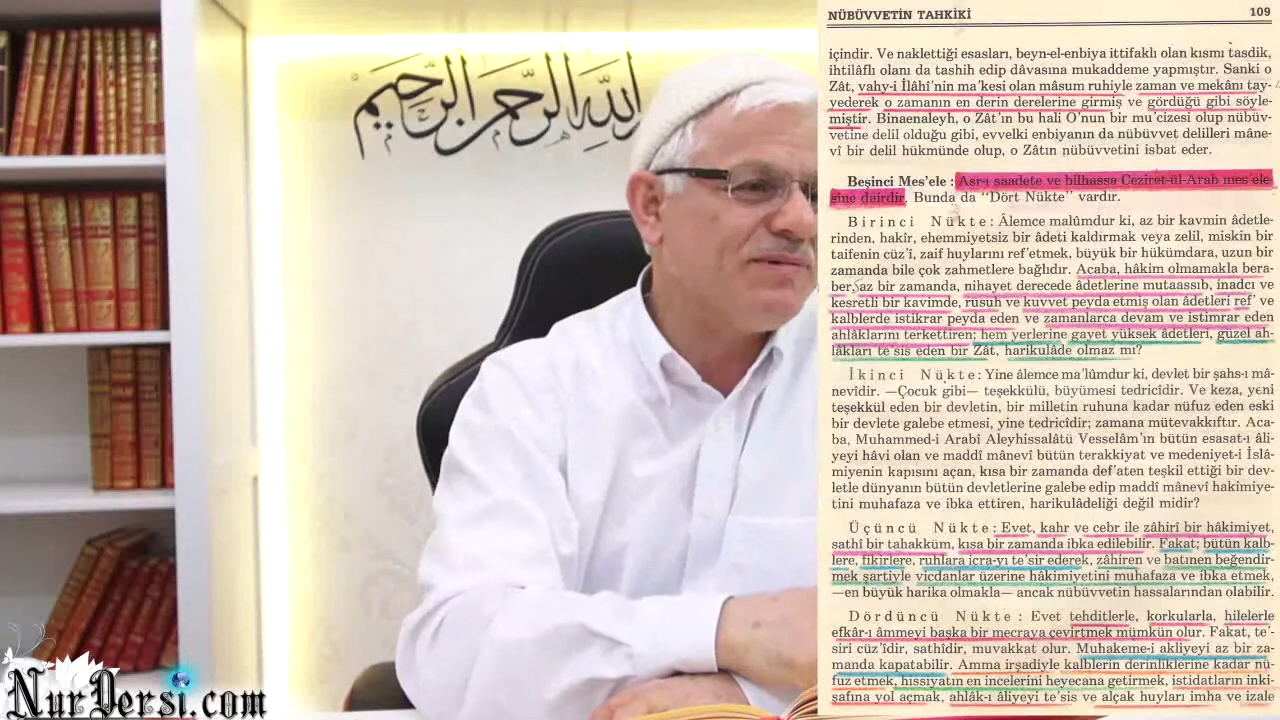 بسم الله الرحمن الرحيم
NÜBÜVVETİN TAHKİKİ 109
içindir. Ve naklettiği esasları, beyn-el-enbiya ittifaklı olan kısmı tasdik,
ihtilâflı olanı da tashih edip dâvasına mukaddeme yapmıştır. Sanki o
Zât, vahy-i İlâhî'nin ma'kesi olan mâsum ruhiyle zaman ve mekânı tay-
yederek o zamanın en derin derelerine girmiş ve gördüğü gibi söyle-
miştir. Binaenaleyh, o Zât'ın bu hali O'nun bir mu'cizesi olup nübüv-
vetine delil olduğu gibi, evvelki enbiyanın da nübüvvet delilleri mâne-
vî bir delil hükmünde olup, o Zâtın nübüvvetini isbat eder.
Beşinci Mes'ele : Asr-ı saadete ve bilhassa Ceziret-ül-Arab mes'ele-
sine dairdir. Bunda da "Dört Nükte" vardır.
Birinci Nükte: Âlemce malûmdur ki, az bir kavmin âdetle-
rinden, hakîr, ehemmiyetsiz bir âdeti kaldırmak veya zelil, miskin bir
taifenin cüz'î, zaif huylarını ref'etmek, büyük bir hükümdara, uzun bir
zamanda bile çok zahmetlere bağlıdır. Acaba, hâkim olmamakla bera-
ber, az bir zamanda, nihayet derecede âdetlerine mutaassıb, inadcı ve
kesretli bir kavimde, rüsuh ve kuvvet peyda etmiş olan âdetleri ref' ve
kalblerde istikrar peyda eden ve zamanlarca devam ve istimrar eden
ahlâklarını terkettiren; hem yerlerine gayet yüksek âdetleri, güzel ah-
lâkları te'sis eden bir Zât, harikulâde olmaz mı?
İkinci Nükte: Yine âlemce ma'lûmdur ki, devlet bir şahs-ı mâ-
nevîdir. —Çocuk gibi— teşekkülü, büyümesi tedricîdir. Ve keza, yeni
teşekkül eden bir devletin, bir milletin ruhuna kadar nüfuz eden eski
bir devlete galebe etmesi, yine tedricîdir; zamana mütevakkıftır. Aca-
ba, Muhammed-i Arabî Aleyhissalâtü Vesselâm'ın bütün esasat-ı âli-
yeyi hâvi olan ve maddî mânevî bütün terakkiyat ve medeniyet-i İslâ-
miyenin kapısını açan, kısa bir zamanda def'aten teşkil ettiği bir dev-
letle dünyanın bütün devletlerine galebe edip maddî mânevî hakimiye-
tini muhafaza ve ibka ettiren, harikulâdeliği değil midir?
Üçüncü Nükte: Evet, kahr ve cebr ile zâhirî bir hâkimiyet,
sathî bir tahakküm, kısa bir zamanda ibka edilebilir. Fakat; bütün kalb-
lere, fikirlere, ruhlara icra-yı te'sir ederek, zâhiren ve batınen beğendir-
mek şartiyle vicdanlar üzerine hâkimiyetini muhafaza ve ibka etmek,
—en büyük harika olmakla— ancak nübüvvetin hassalarından olabilir.
Dördüncü Nükte: Evet tehditlerle, korkularla, hilelerle
efkâr-ı âmmeyi başka bir mecraya çevirtmek mümkün olur. Fakat, te'-
siri cüz'îdir, sathîdir, muvakkat olur. Muhakeme-i akliyeyi az bir za-
manda kapatabilir. Amma irşadiyle kalblerin derinliklerine kadar nü-
fuz etmek, hissiyatın en incelerini heyecana getirmek, istidatların inki-
şafına yol açmak, ahlâk-ı âliyeyi te'sis ve alçak huyları imha ve izale
NurDersi.com